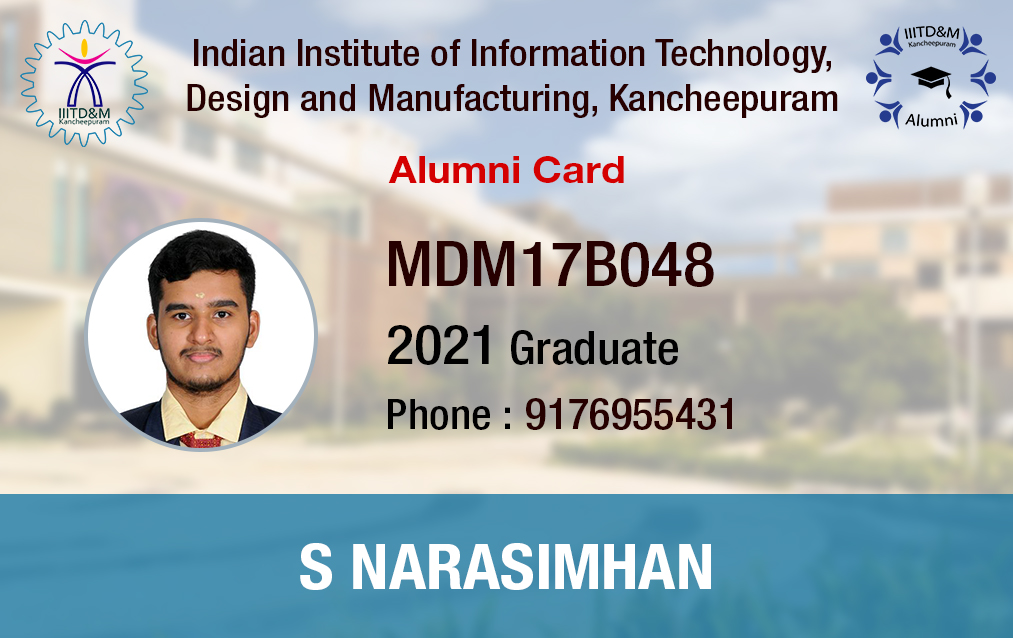 Indian Institute of Information Technology,
Design and Manufacturing, Kancheepuram
IIITD&M
Kancheepuram
IIITD&M
Kancheepuram
Alumni
Alumni Card
MDM17B048
2021 Graduate
Phone : 9176955431
S NARASIMHAN